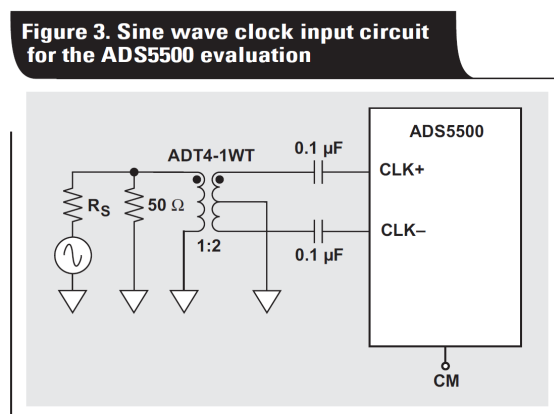 Figure 3. Sine wave clock input circuit
for the ADS5500 evaluation
ADS5500
0.1 µF
ADT4-1WT
CLK+
RS
50 Ω
CLK–
1:2
0.1 µF
CM